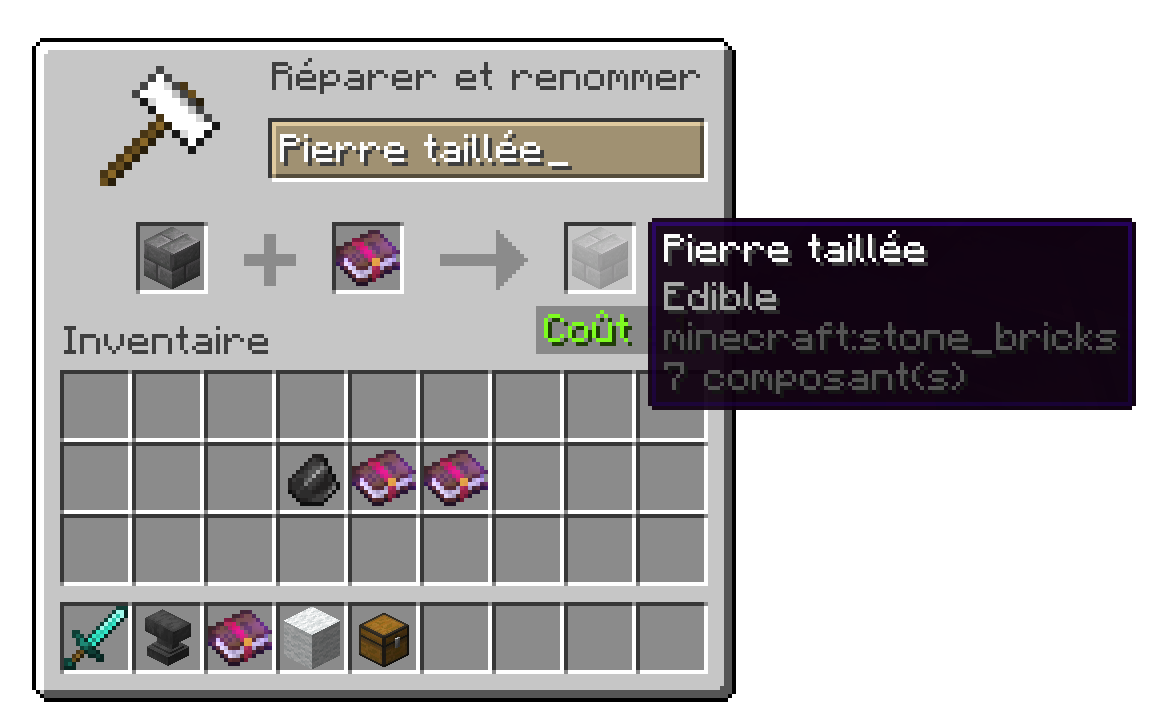 Réparer et renommer
Pierre taillée_
Pierre taillée
Edible
minecraft:stone_bricks
7 composant(s)
Coût
Inventaire